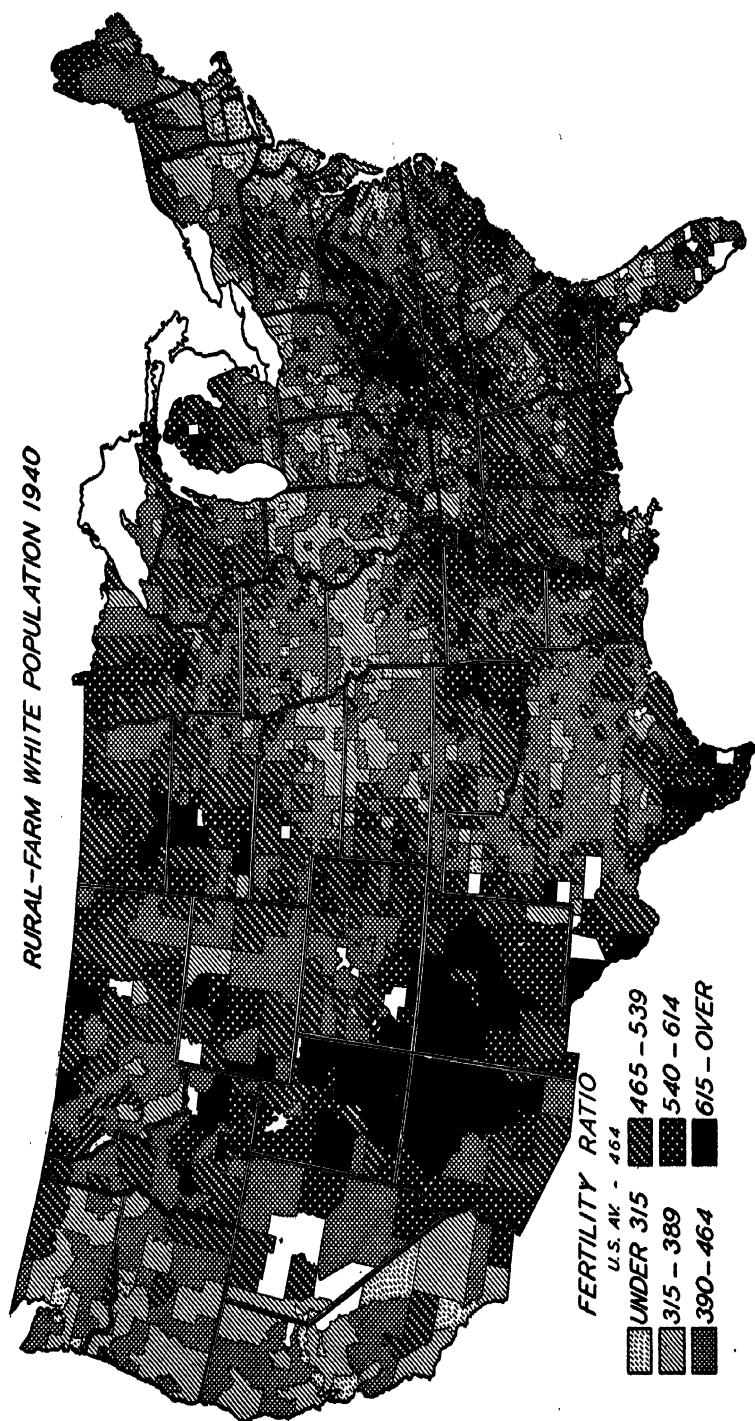 RURAL-FARM WHITE POPULATION 1940
FERTILITY RATIO
U.S. AV. - 464
UNDER 315
315-389
390-464
465-539
540-614
615-OVER